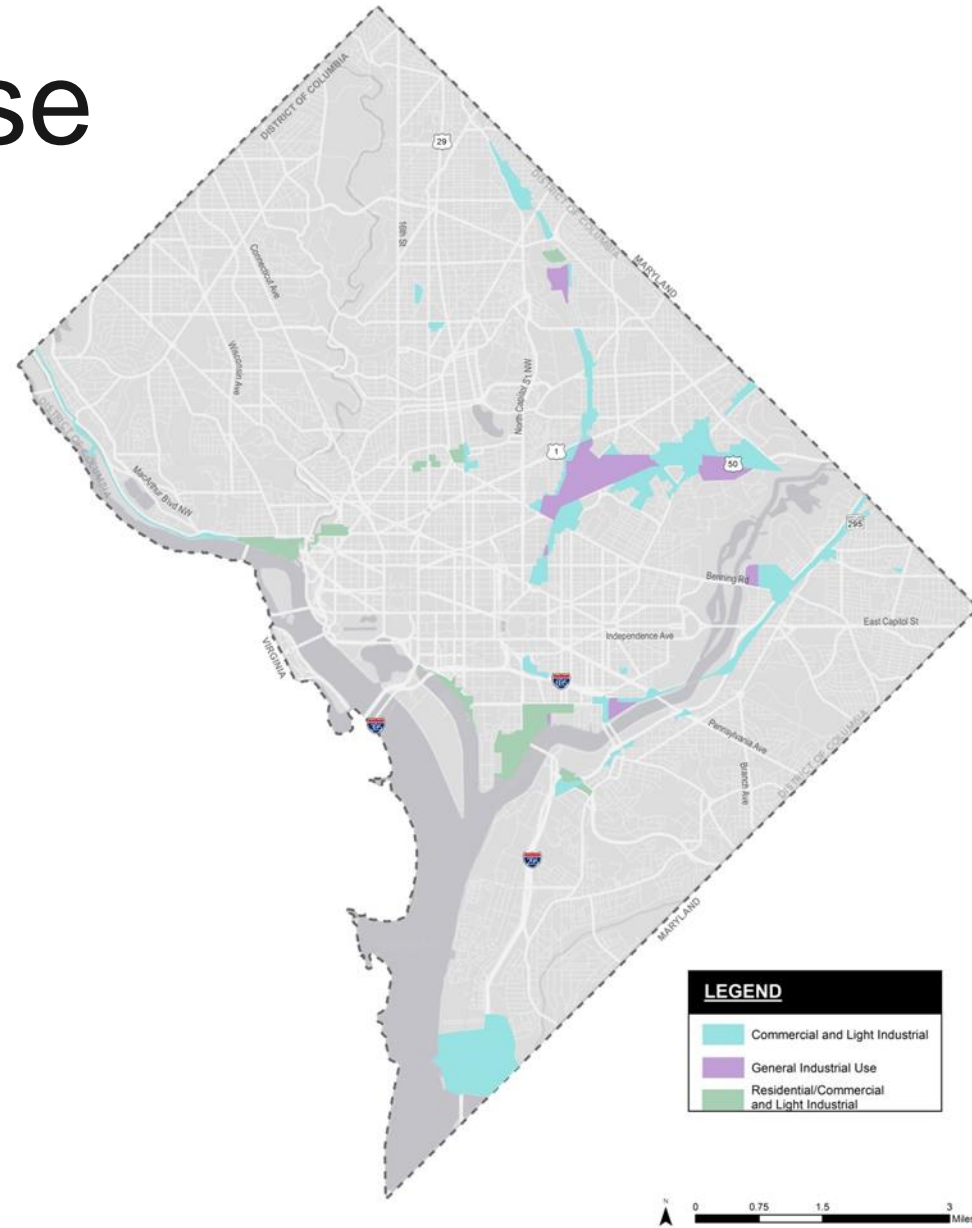 se
DISTRICT OF COLUMBIA
29
DISTRICT OF COLUMBIA
MARYLAND
16th St
Connecticut Ave
Wisconsin Ave
North Capitol St NW
DISTRICT OF COLUMBIA
MacArthur Blvd NW
1
50
295
Benning Rd
East Capitol St
Independence Ave
VIRGINIA
Pennsylvania Ave
Branch Ave
DISTRICT OF COLUMBIA
MARYLAND
LEGEND
Commercial and Light Industrial
General Industrial Use
Residential/Commercial
and Light Industrial
N
0 0.75 1.5 3
Miles